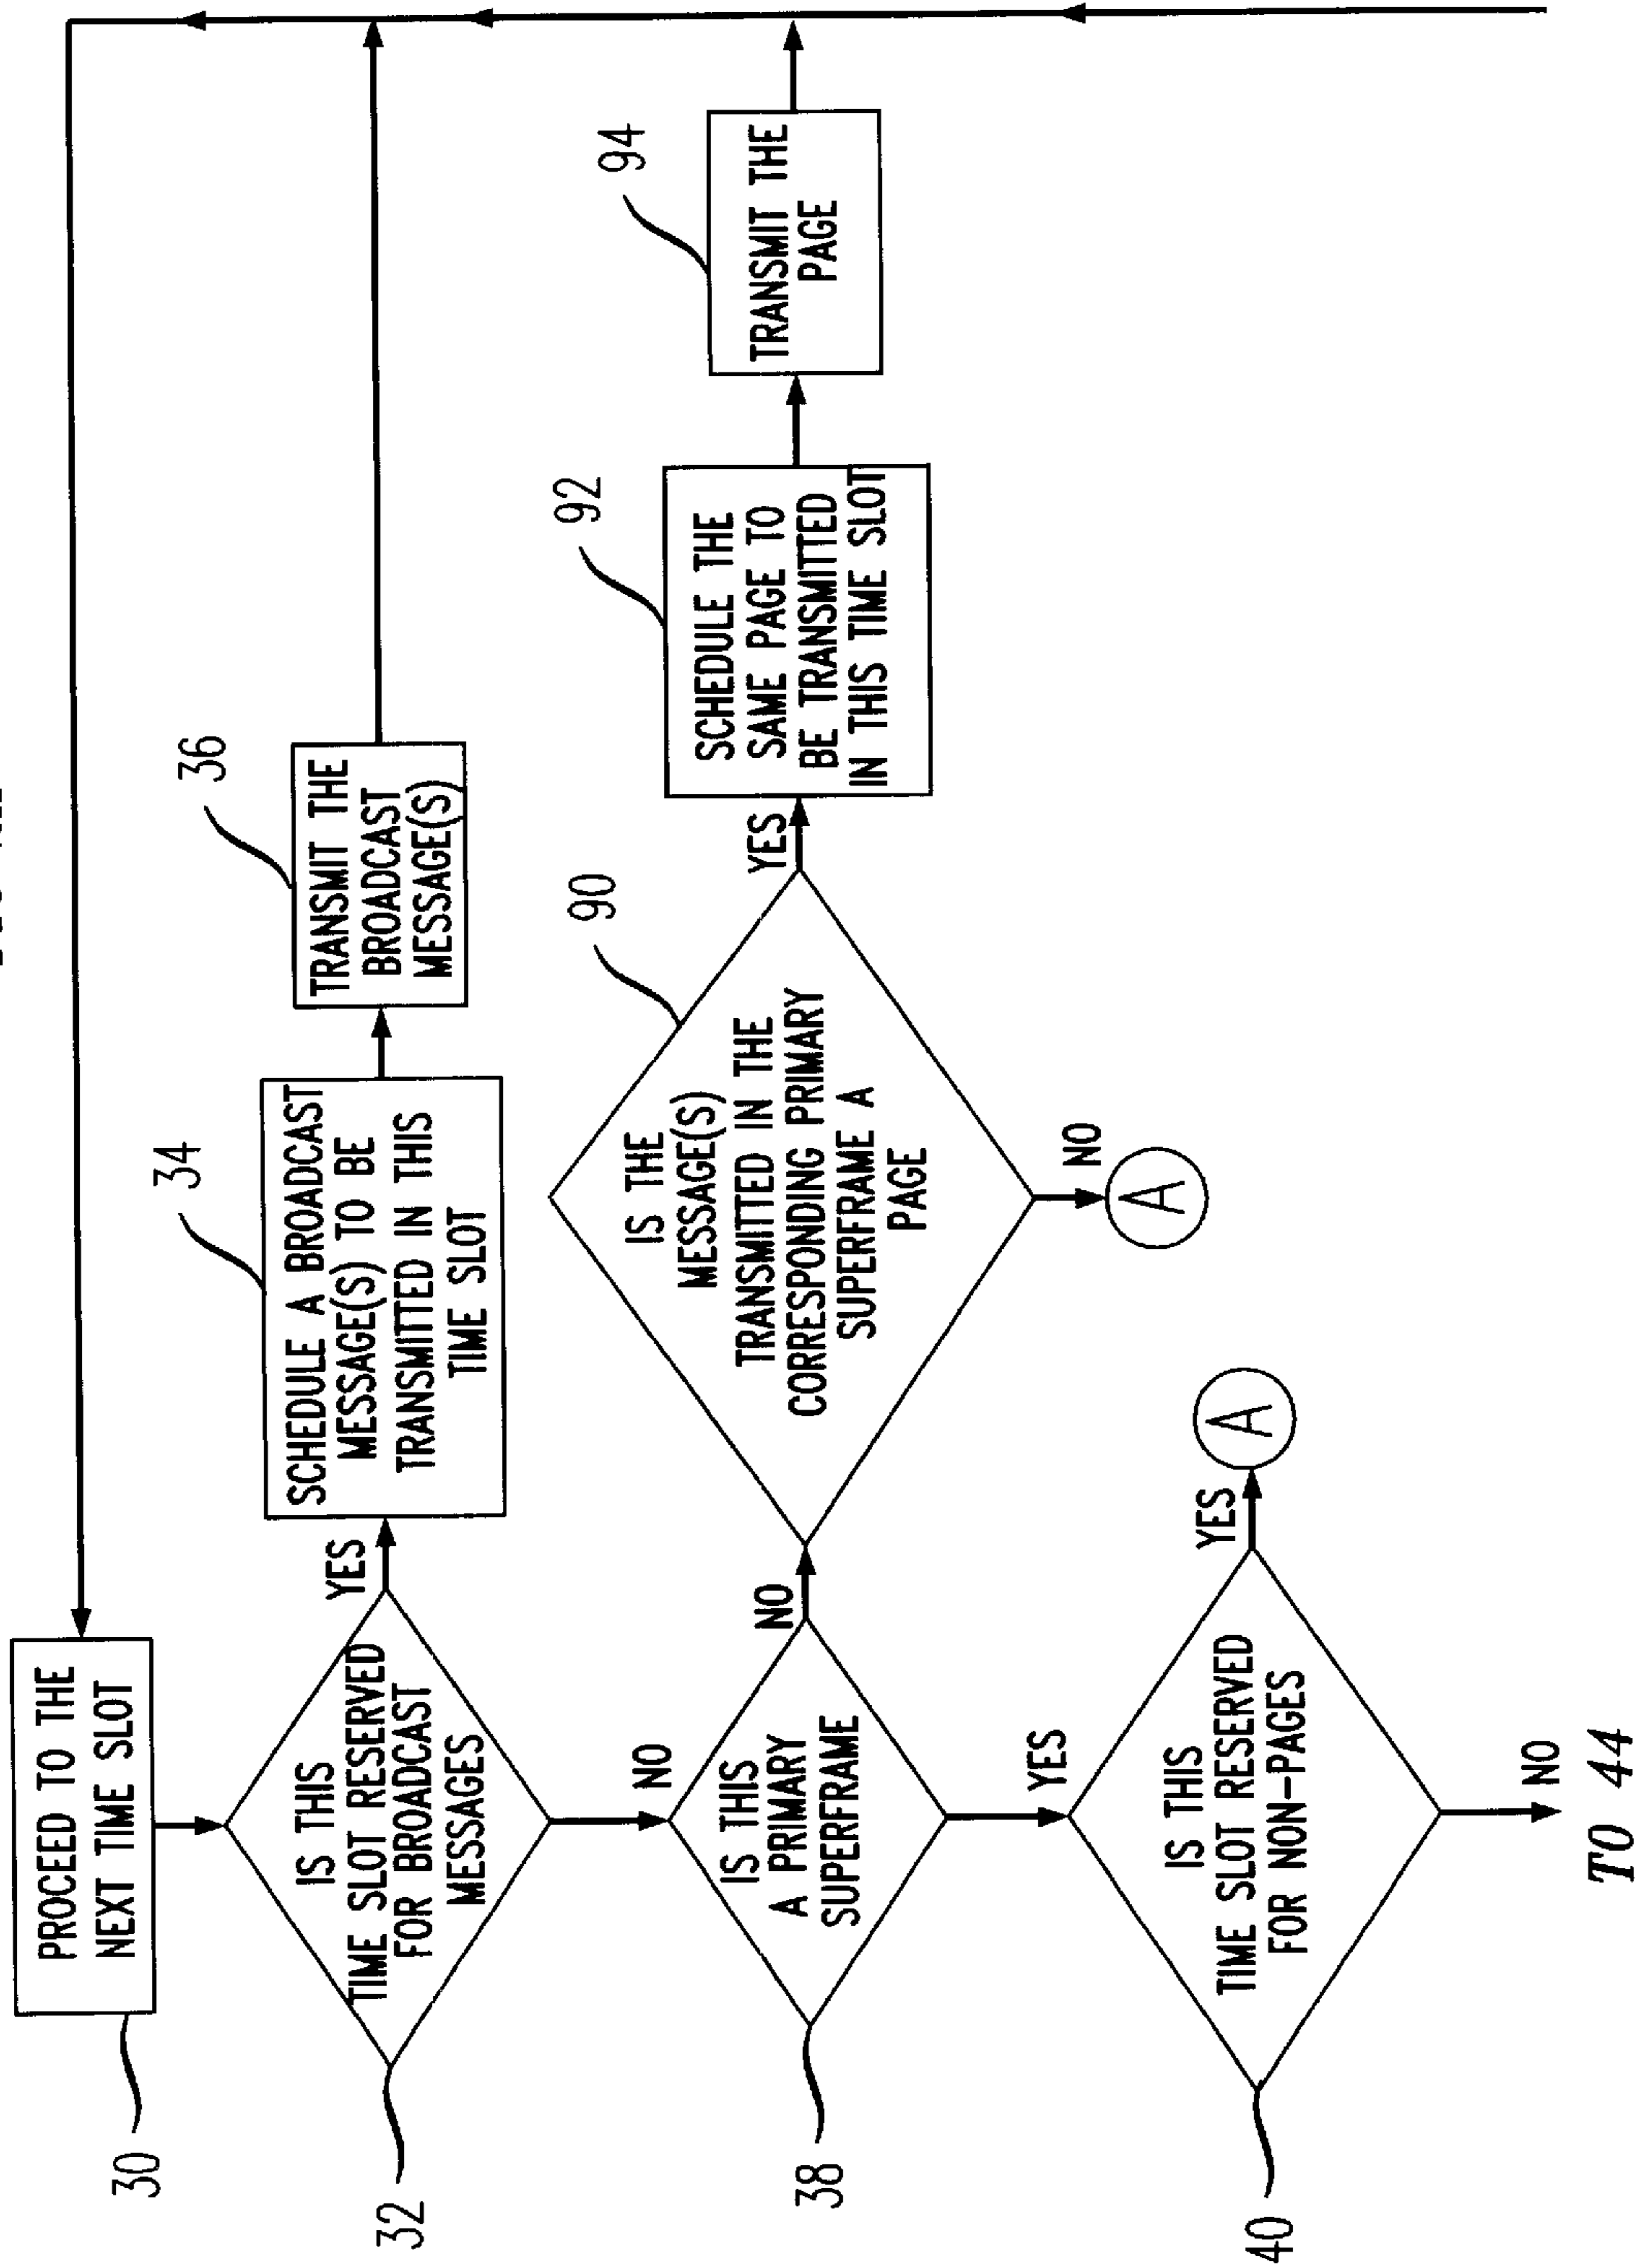 30
PROCEED TO THE
NEXT TIME SLOT
32
IS THIS
TIME SLOT RESERVED
FOR BROADCAST
MESSAGES
YES
34
SCHEDULE A BROADCAST
MESSAGE(S) TO BE
TRANSMITTED IN THIS
TIME SLOT
36
TRANSMIT THE
BROADCAST
MESSAGE(S)
NO
38
IS THIS
A PRIMARY
SUPERFRAME
NO
90
IS THE
MESSAGE(S)
TRANSMITTED IN THE
CORRESPONDING PRIMARY
SUPERFRAME A
PAGE
YES
92
SCHEDULE THE
SAME PAGE TO
BE TRANSMITTED
IN THIS TIME SLOT
94
TRANSMIT THE
PAGE
NO
A
YES
40
IS THIS
TIME SLOT RESERVED
FOR NON-PAGES
YES
A
NO
TO 44